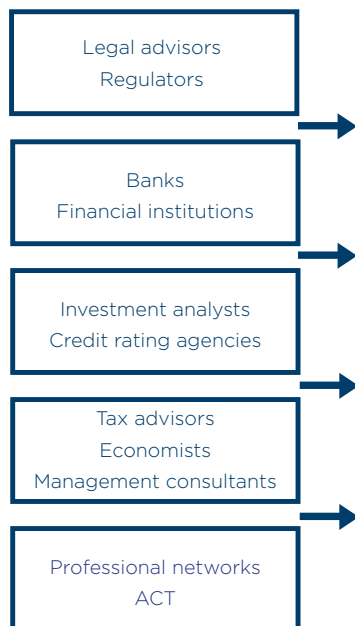 Legal advisors
Regulators
Banks
Financial institutions
Investment analysts
Credit rating agencies
Tax advisors
Economists
Management consultants
Professional networks
ACT